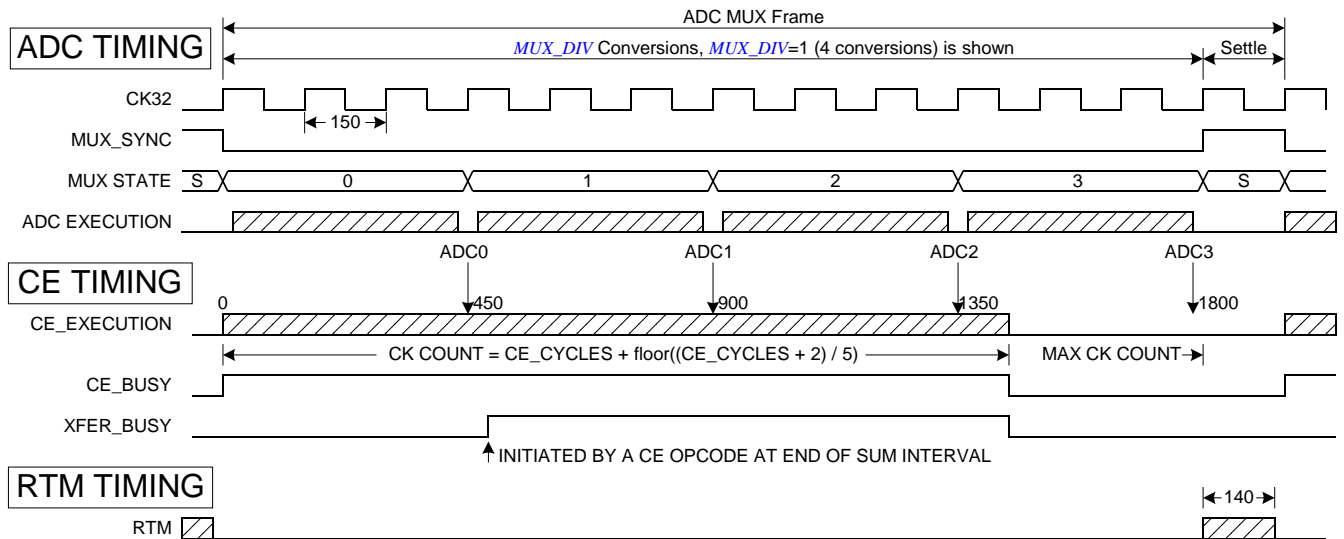 ADC MUX Frame
ADC TIMING
MUX_DIV Conversions, MUX_DIV=1 (4 conversions) is shown
Settle
CK32
150
MUX_SYNC
MUX STATE
S
0
1
2
3
S
ADC EXECUTION
ADC0
ADC1
ADC2
ADC3
CE TIMING
0
450
900
1350
1800
CE_EXECUTION
CK COUNT = CE_CYCLES + floor((CE_CYCLES + 2) / 5)
MAX CK COUNT
CE_BUSY
XFER_BUSY
INITIATED BY A CE OPCODE AT END OF SUM INTERVAL
RTM TIMING
140
RTM